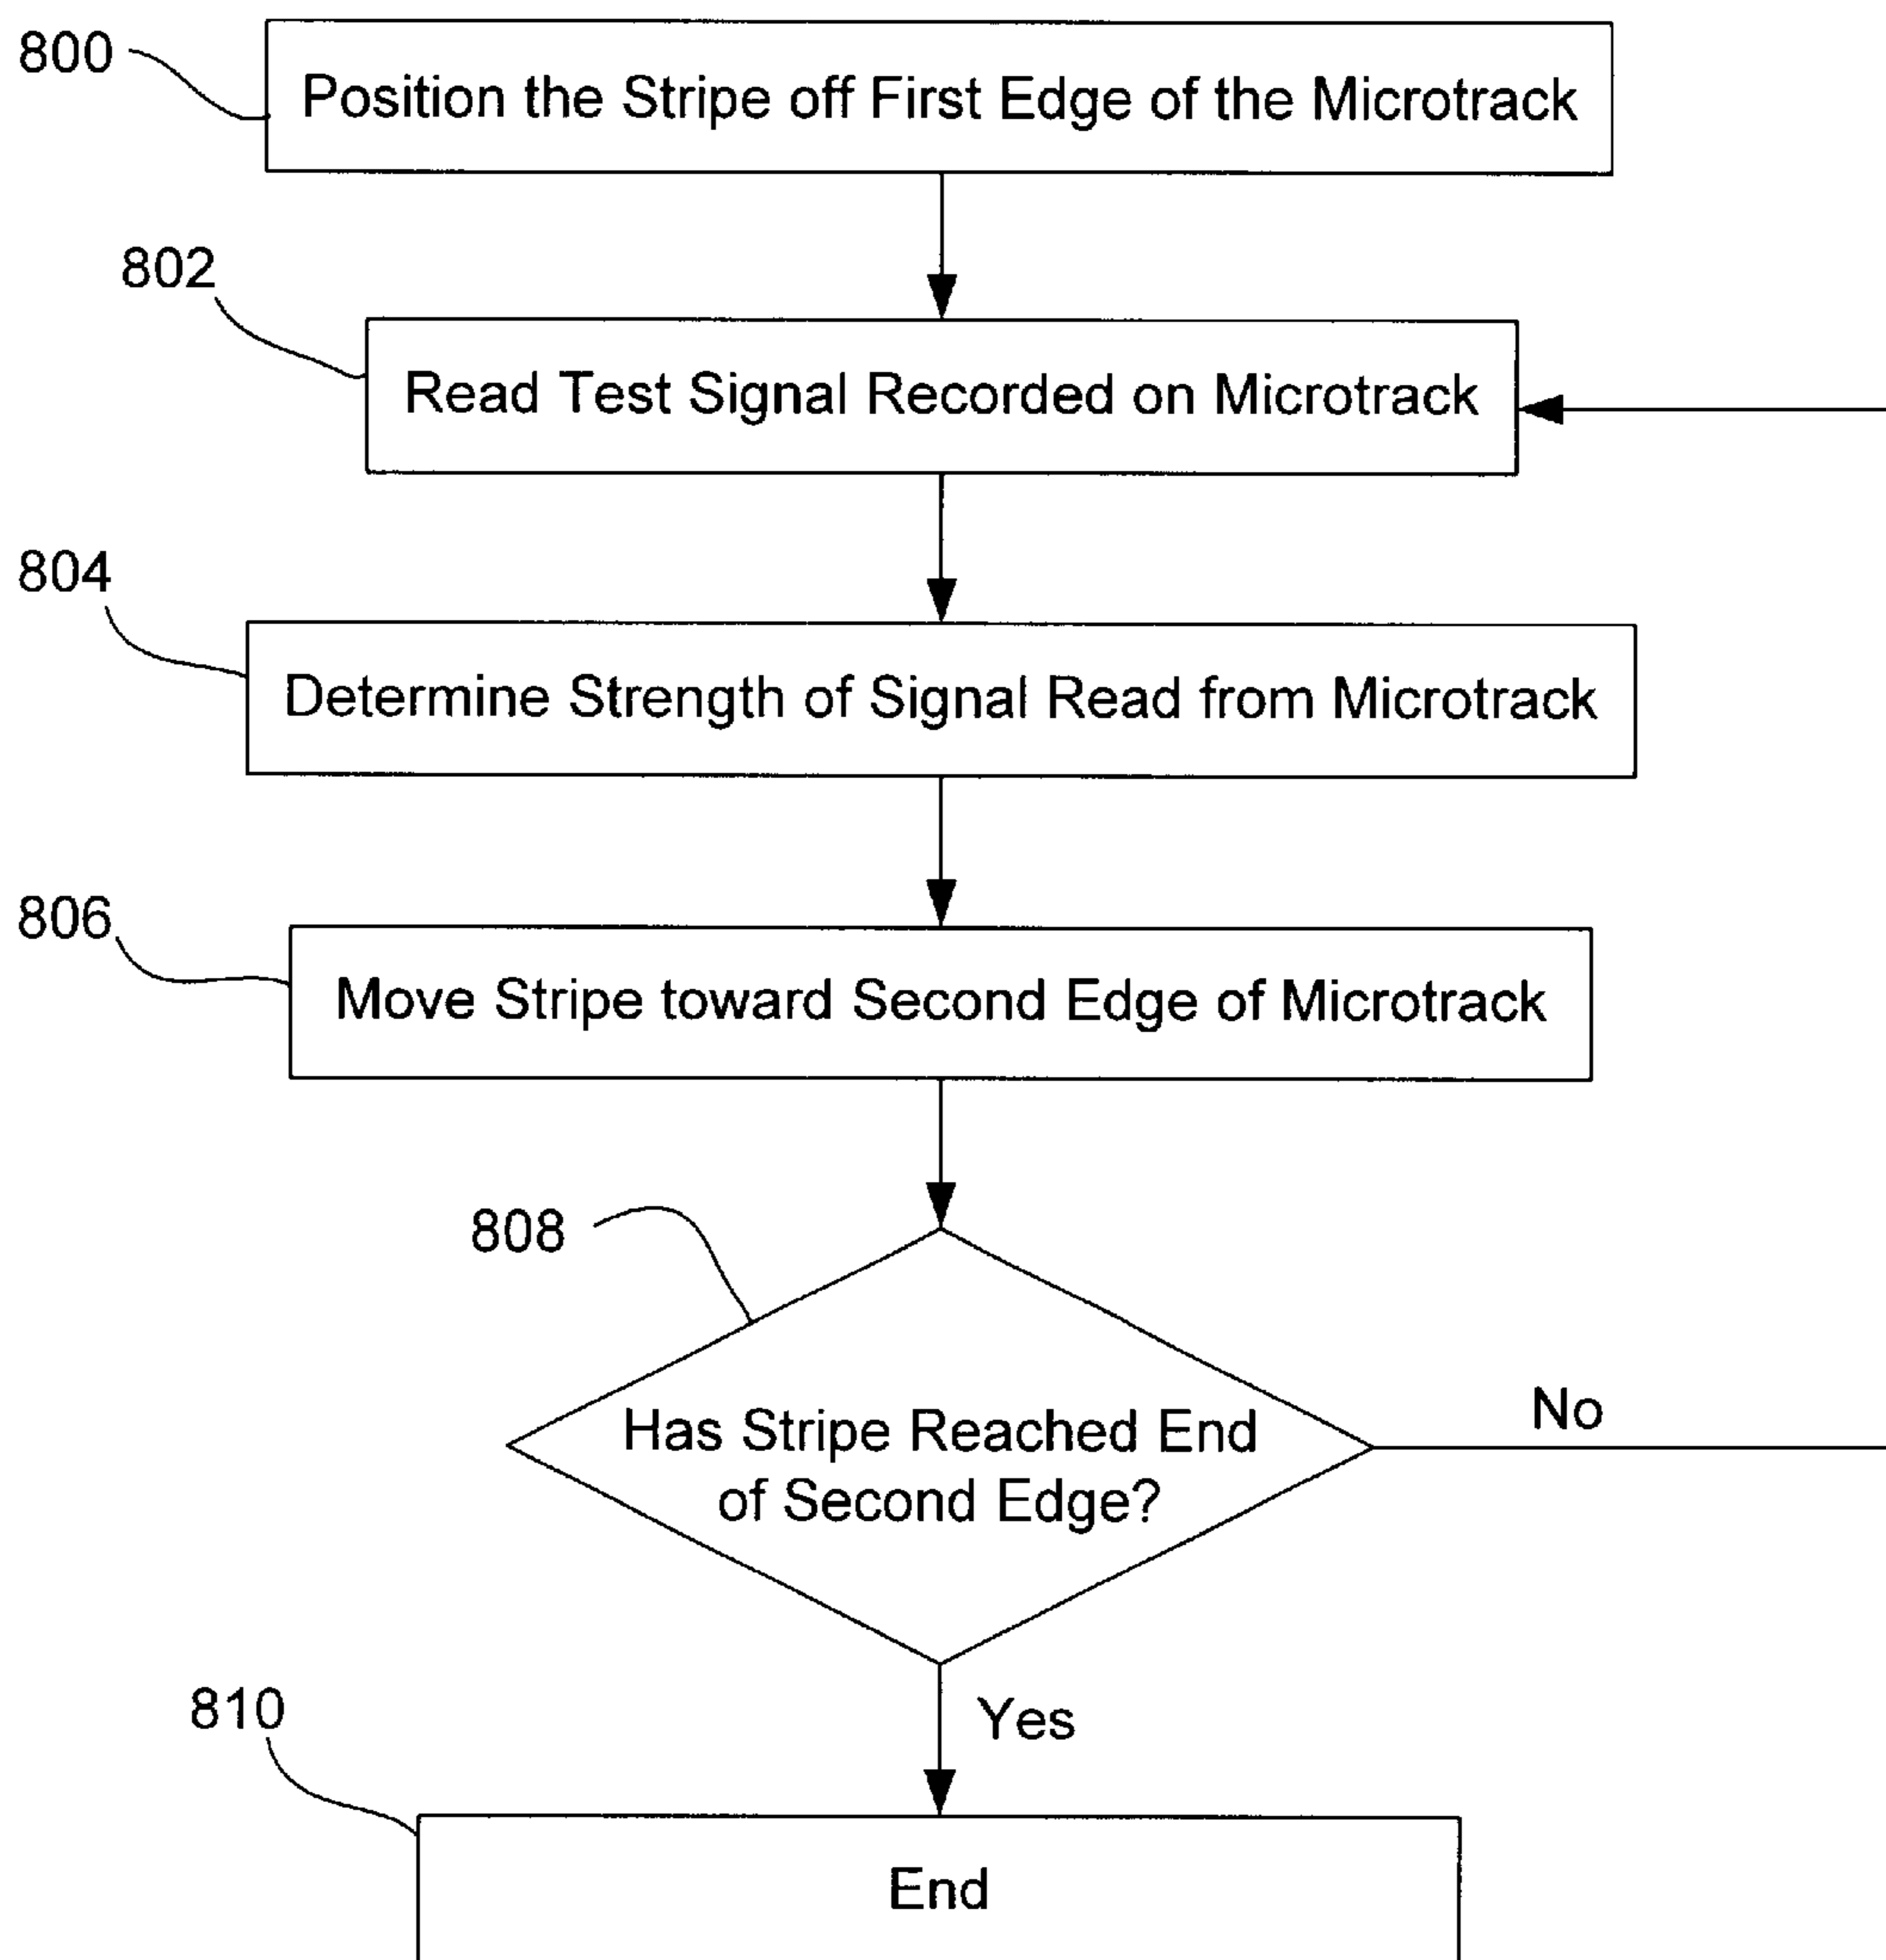 800
Position the Stripe off First Edge of the Microtrack
802
Read Test Signal Recorded on Microtrack
804
Determine Strength of Signal Read from Microtrack
806
Move Stripe toward Second Edge of Microtrack
808
Has Stripe Reached End
of Second Edge?
No
Yes
810
End